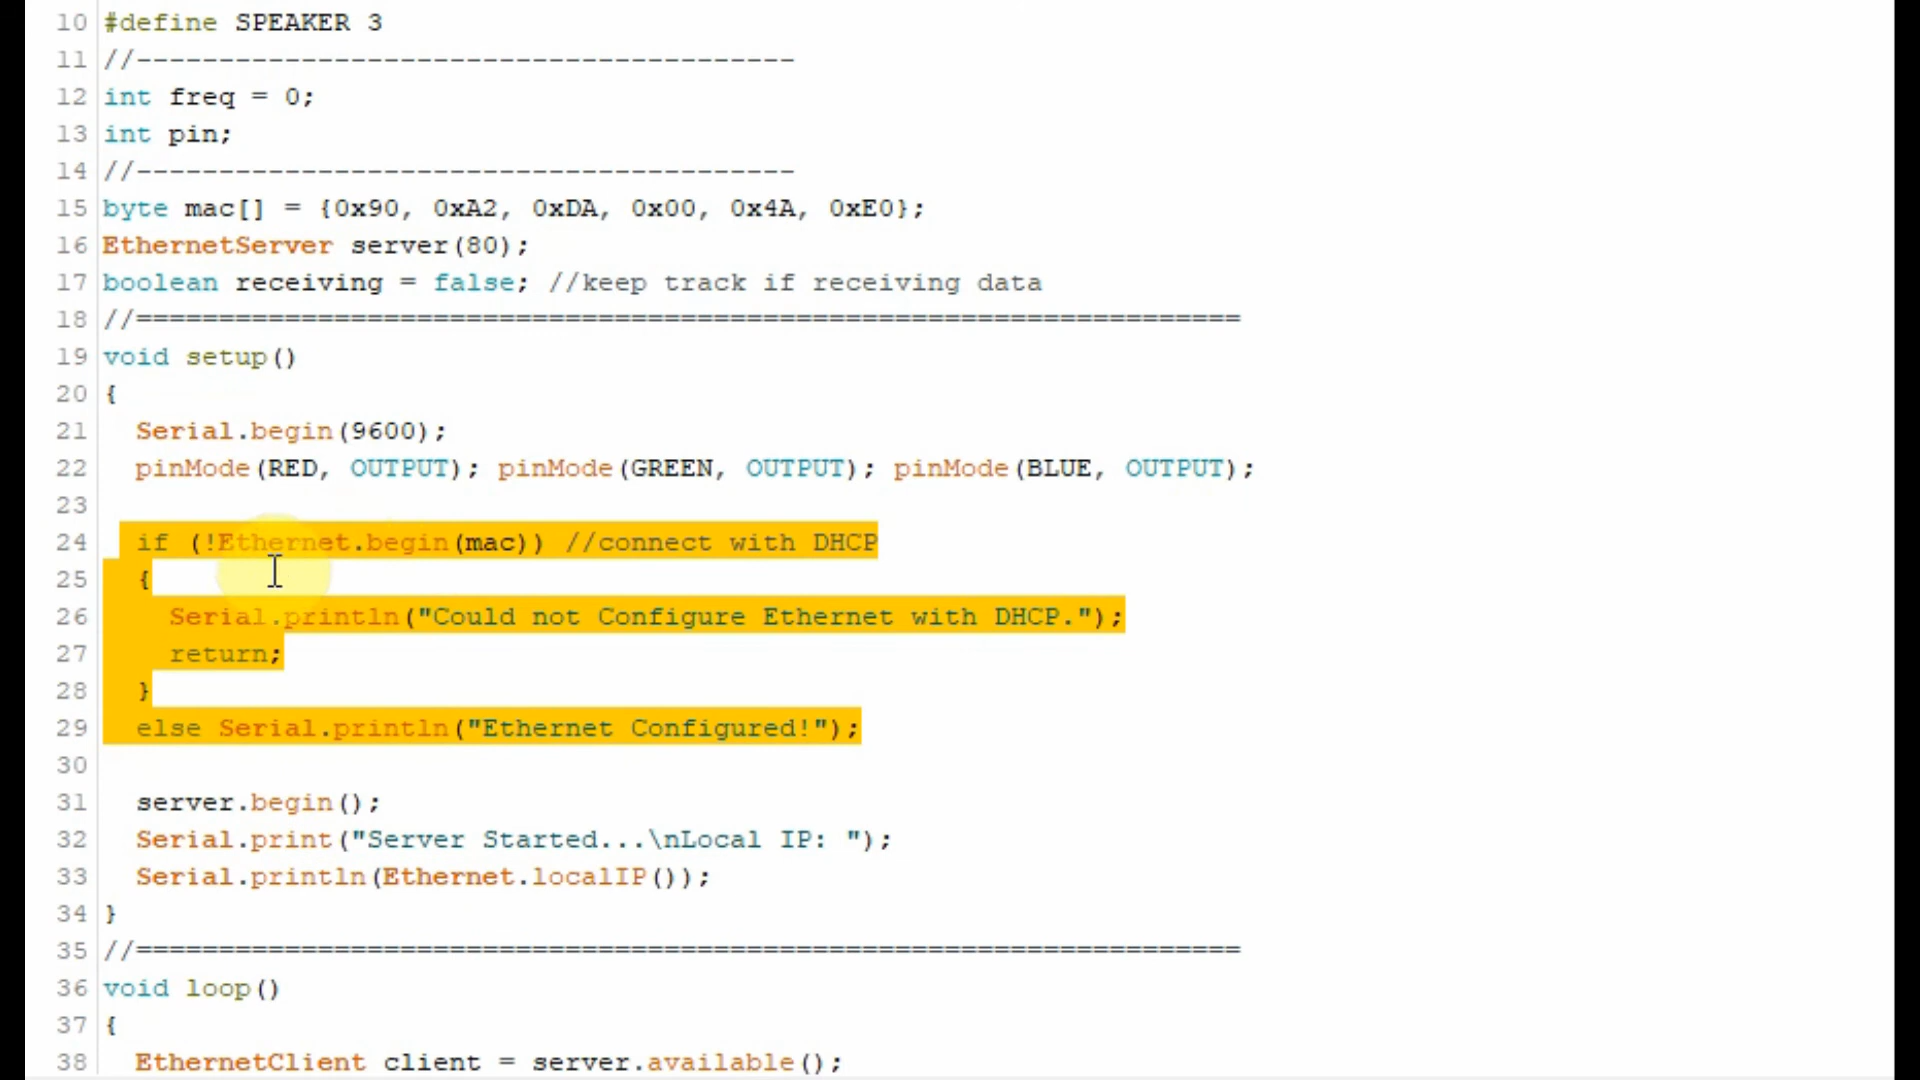 10 #define SPEAKER 3
11 //----------------------------------------
12 int freq = 0;
13 int pin;
14 //----------------------------------------
15 byte mac[] = {0x90, 0xA2, 0xDA, 0x00, 0x4A, 0xE0};
16 EthernetServer server(80);
17 boolean receiving = false; //keep track if receiving data
18 //===================================================================
19 void setup()
20 {
21   Serial.begin(9600);
22   pinMode(RED, OUTPUT); pinMode(GREEN, OUTPUT); pinMode(BLUE, OUTPUT);
23
24   if (!Ethernet.begin(mac)) //connect with DHCP
25   {
26     Serial.println("Could not Configure Ethernet with DHCP.");
27     return;
28   }
29   else Serial.println("Ethernet Configured!");
30
31   server.begin();
32   Serial.print("Server Started...\nLocal IP: ");
33   Serial.println(Ethernet.localIP());
34 }
35 //===================================================================
36 void loop()
37 {
38   EthernetClient client = server.available();